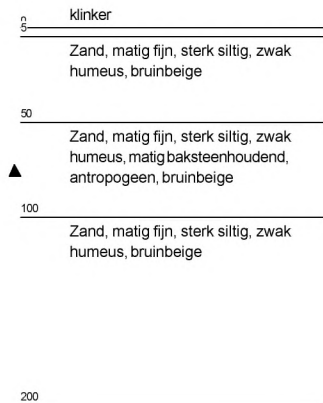 0 klinker
5
Zand, matig fijn, sterk siltig, zwak
humeus, bruinbeige
50
Zand, matig fijn, sterk siltig, zwak
humeus, matig baksteenhoudend,
antropogeen, bruinbeige
100
Zand, matig fijn, sterk siltig, zwak
humeus, bruinbeige
200